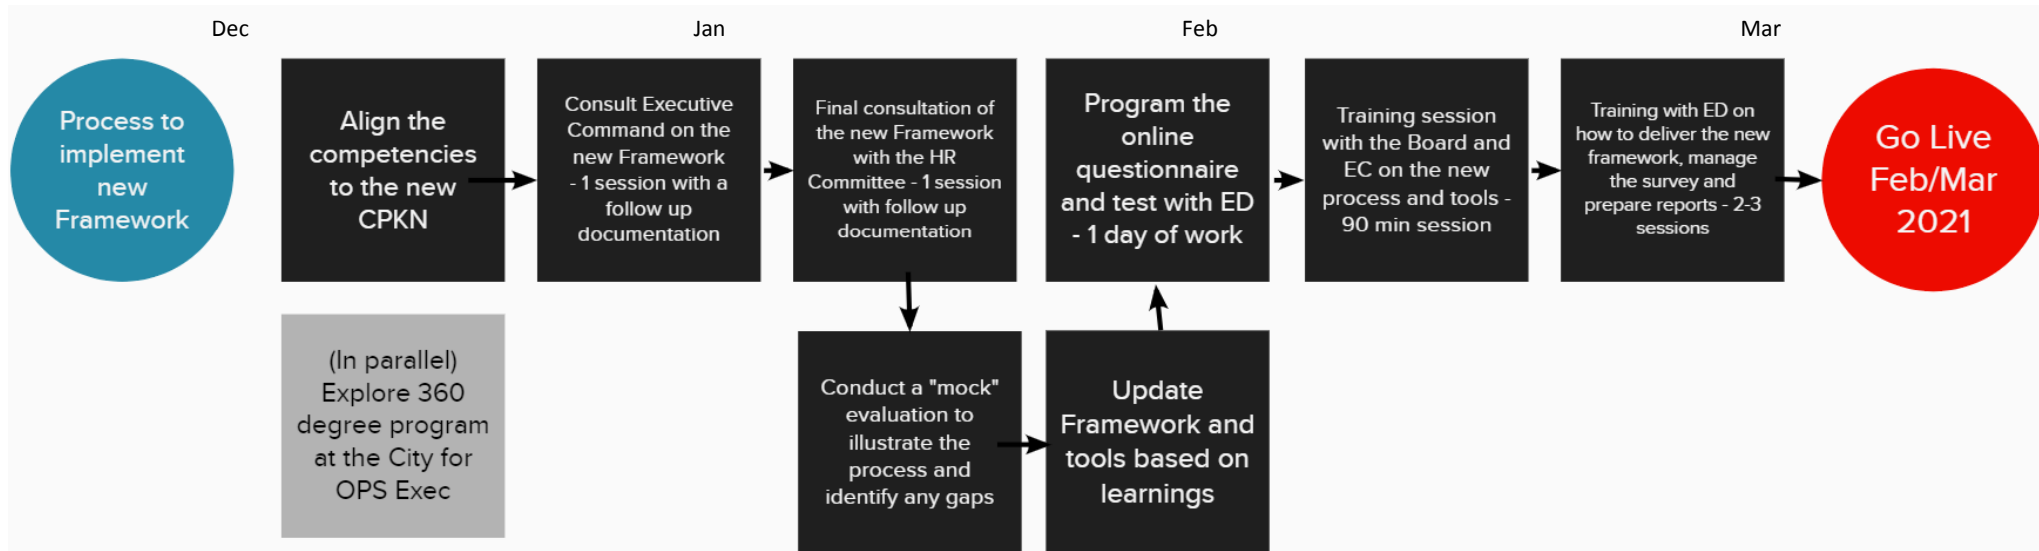 Dec
Jan
Feb
Mar
Process to
implement
new
Framework
Align the
competencies
to the new
CPKN
Consult Executive
Command on the
new Framework
- 1 session with a
follow up
documentation
Final consultation of
the new Framework
with the HR
Committee - 1 session
with follow up
documentation
Program the
online
questionnaire
and test with ED
- 1 day of work
Training session
with the Board and
EC on the new
process and tools -
90 min session
Training with ED on
how to deliver the new
framework, manage
the survey and
prepare reports - 2-3
sessions
Go Live
Feb/Mar
2021
(In parallel)
Explore 360
degree program
at the City for
OPS Exec
Conduct a "mock"
evaluation to
illustrate the
process and
identify any gaps
Update
Framework and
tools based on
learnings